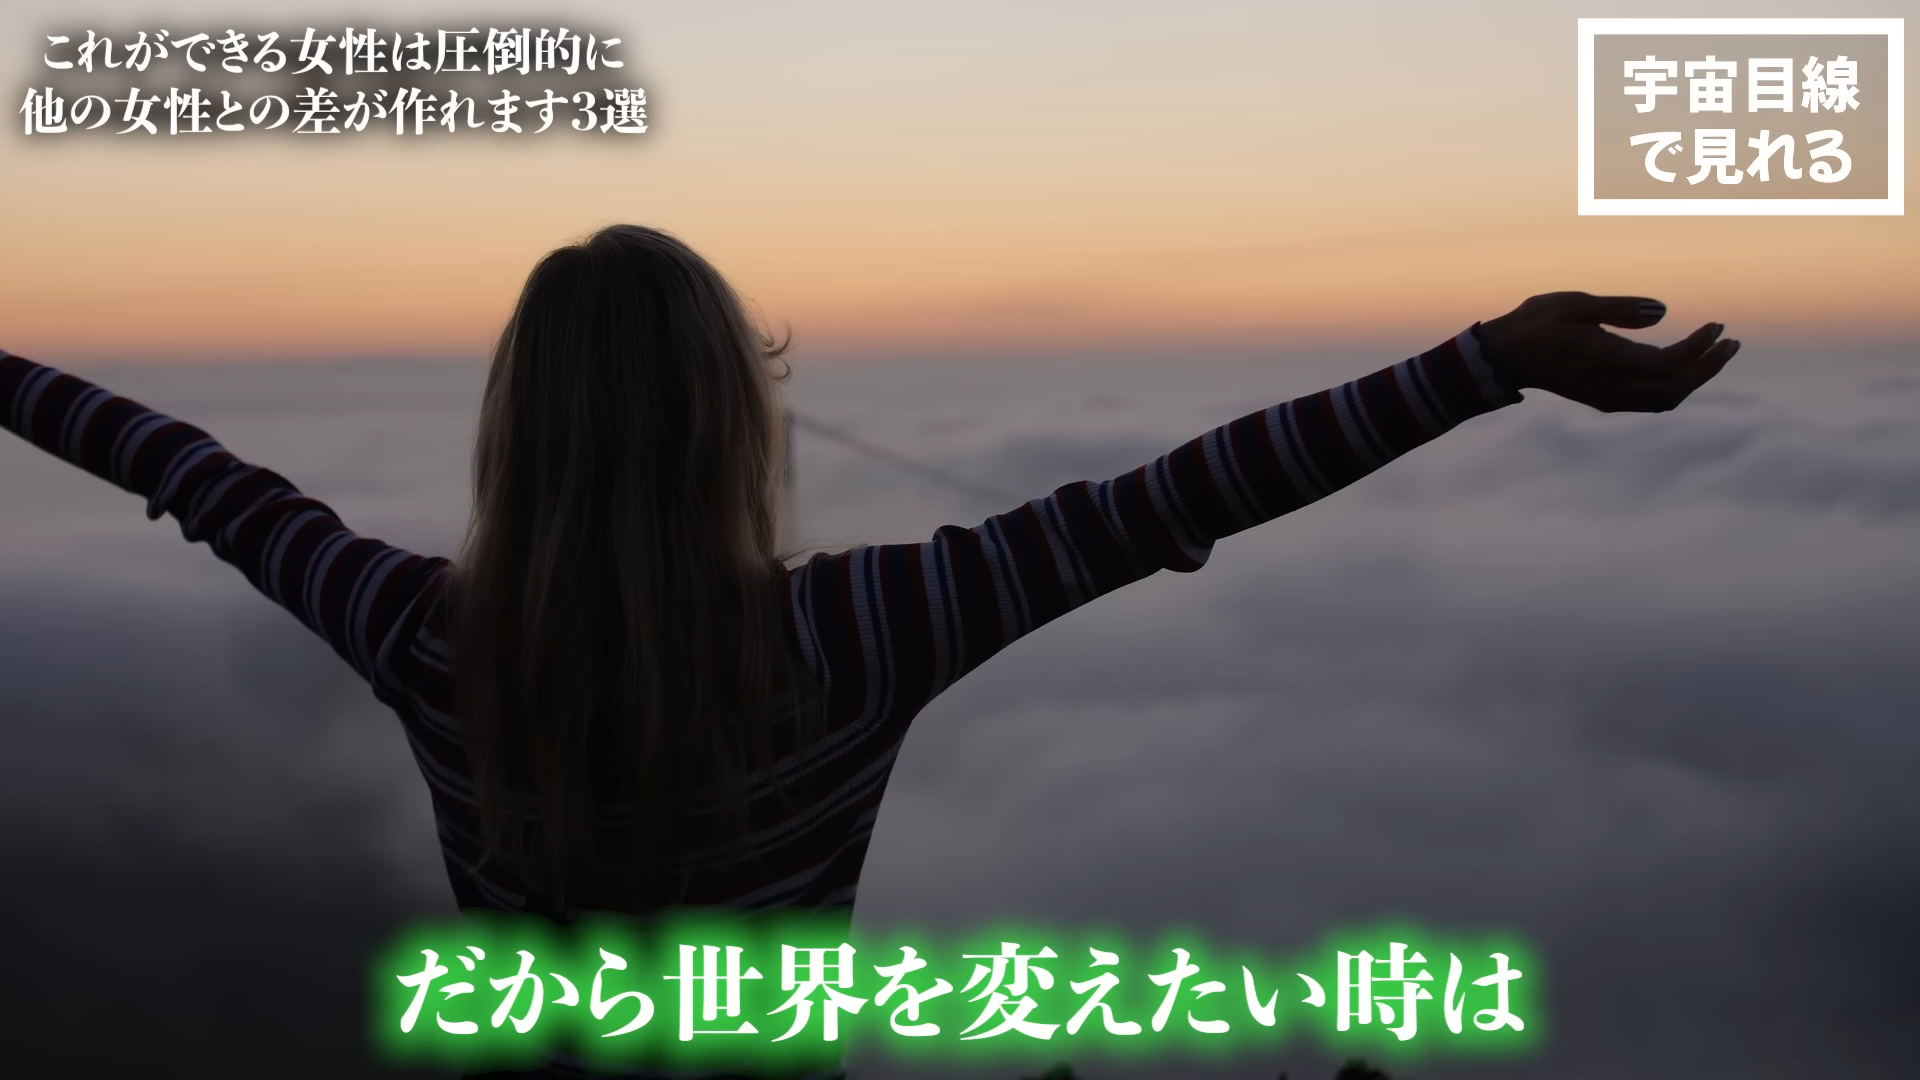 これができる女性は圧倒的に
他の女性との差が作れます3選
宇宙目線
で見れる
だから世界を変えたい時は